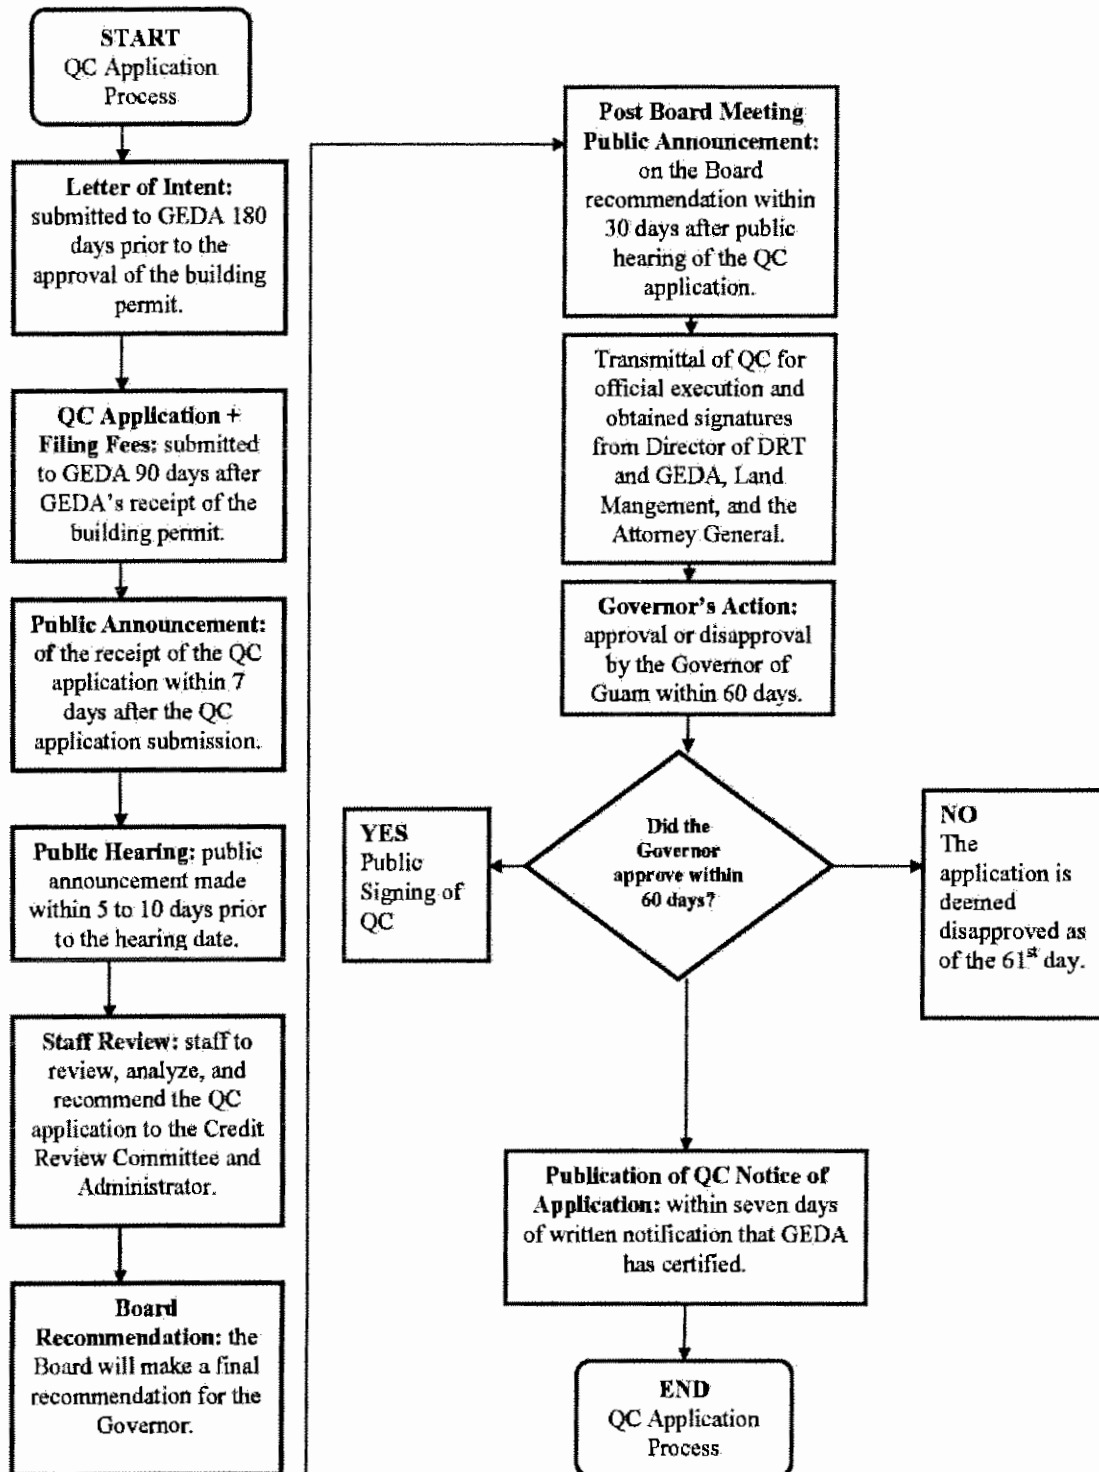 START
QC Application
Process
Letter of Intent:
submitted to GEDA 180
days prior to the
approval of the building
permit.
QC Application +
Filing Fees: submitted
to GEDA 90 days after
GEDA's receipt of the
building permit.
Public Announcement:
of the receipt of the QC
application within 7
days after the QC
application submission.
Public Hearing: public
announcement made
within 5 to 10 days prior
to the hearing date.
Staff Review: staff to
review, analyze, and
recommend the QC
application to the Credit
Review Committee and
Administrator.
Board
Recommendation: the
Board will make a final
recommendation for the
Governor.
Post Board Meeting
Public Announcement:
on the Board
recommendation within
30 days after public
hearing of the QC
application.
Transmittal of QC for
official execution and
obtained signatures
from Director of DRT
and GEDA, Land
Mangement, and the
Attorney General.
Governor's Action:
approval or disapproval
by the Governor of
Guam within 60 days.
Did the
Governor
approve within
60 days?
YES
Public
Signing of
QC
NO
The
application is
deemed
disapproved as
of the 61st day.
Publication of QC Notice of
Application: within seven days
of written notification that GEDA
has certified.
END
QC Application
Process